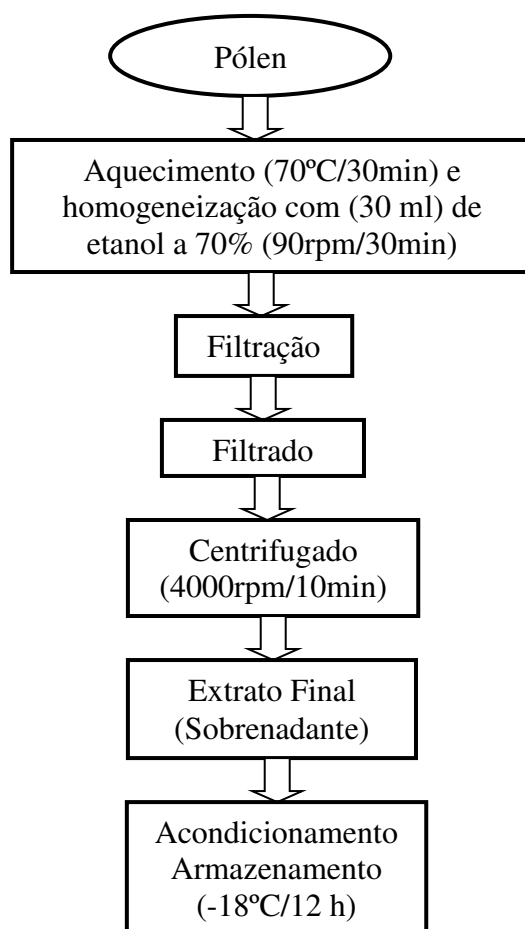 Pólen
Aquecimento (70ºC/30min) e
homogeneização com (30 ml) de
etanol a 70% (90rpm/30min)
Filtração
Filtrado
Centrifugado
(4000rpm/10min)
Extrato Final
(Sobrenadante)
Acondicionamento
Armazenamento
(-18ºC/12 h)